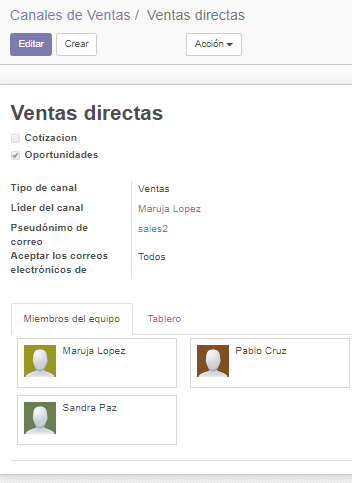 Canales de Ventas / Ventas directas
Editar Crear Acción
Ventas directas
Cotizacion
Oportunidades
Tipo de canal Ventas
Líder del canal Maruja Lopez
Pseudónimo de correo sales2
Aceptar los correos electrónicos de Todos
Miembros del equipo Tablero
Maruja Lopez Pablo Cruz
Sandra Paz